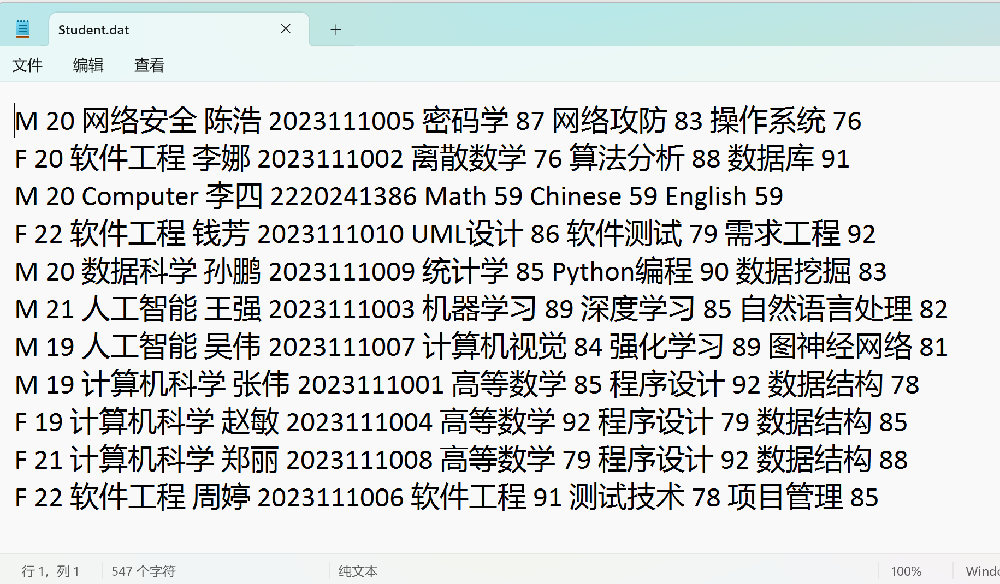 Student.dat
文件 编辑 查看
M 20 网络安全 陈浩 2023111005 密码学 87 网络攻防 83 操作系统 76
F 20 软件工程 李娜 2023111002 离散数学 76 算法分析 88 数据库 91
M 20 Computer 李四 2220241386 Math 59 Chinese 59 English 59
F 22 软件工程 钱芳 2023111010 UML设计 86 软件测试 79 需求工程 92
M 20 数据科学 孙鹏 2023111009 统计学 85 Python编程 90 数据挖掘 83
M 21 人工智能 王强 2023111003 机器学习 89 深度学习 85 自然语言处理 82
M 19 人工智能 吴伟 2023111007 计算机视觉 84 强化学习 89 图神经网络 81
M 19 计算机科学 张伟 2023111001 高等数学 85 程序设计 92 数据结构 78
F 19 计算机科学 赵敏 2023111004 高等数学 92 程序设计 79 数据结构 85
F 21 计算机科学 郑丽 2023111008 高等数学 79 程序设计 92 数据结构 88
F 22 软件工程 周婷 2023111006 软件工程 91 测试技术 78 项目管理 85
行 1，列 1 547 个字符 纯文本 100%